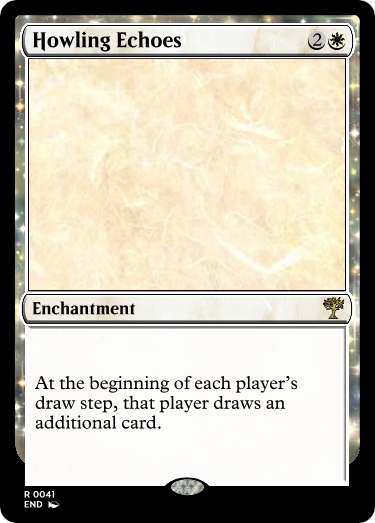 Howling Echoes 2
Enchantment
At the beginning of each player's
draw step, that player draws an
additional card.
R 0041
END